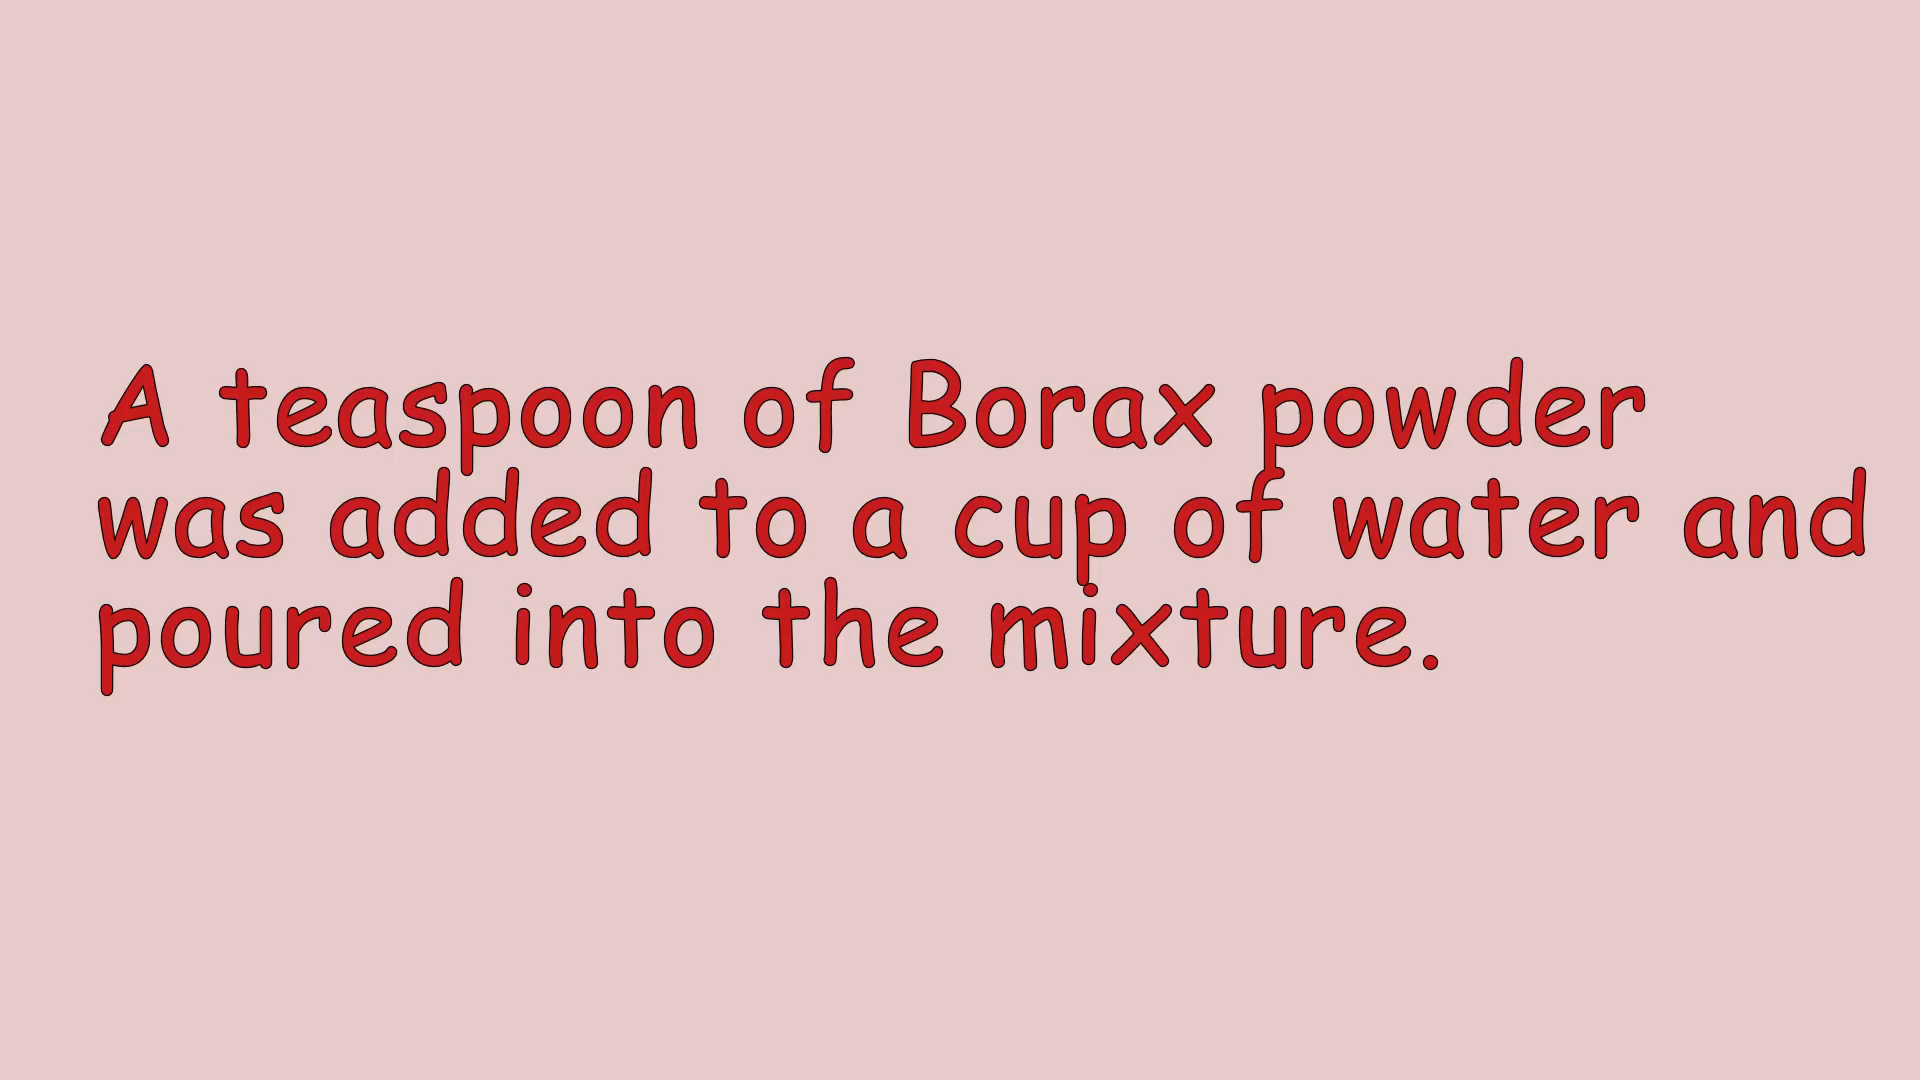 A teaspoon of Borax powder
was added to a cup of water and
poured into the mixture.